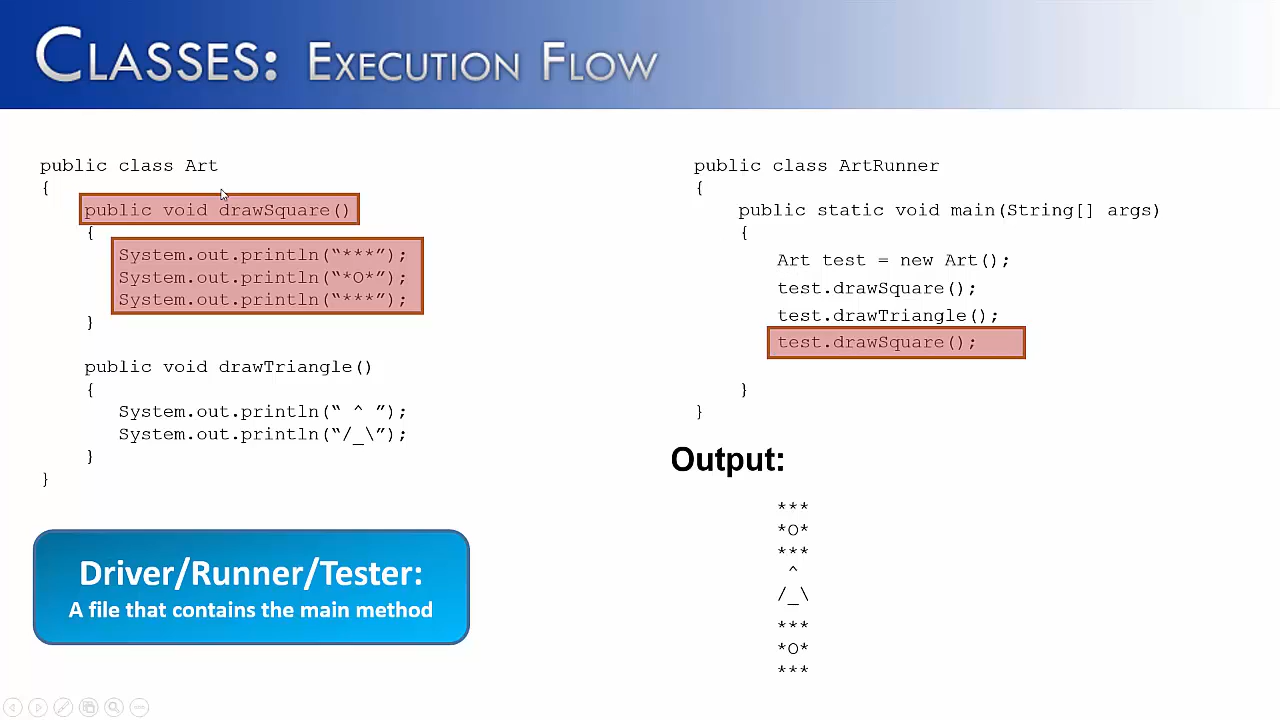 CLASSES: EXECUTION FLOW
public class Art
{
public void drawSquare()
{
System.out.println(“***”);
System.out.println(“*O*”);
System.out.println(“***”);
}
public void drawTriangle()
{
System.out.println(“ ^ ”);
System.out.println(“/_\”);
}
}
Driver/Runner/Tester:
A file that contains the main method
public class ArtRunner
{
public static void main(String[] args)
{
Art test = new Art();
test.drawSquare();
test.drawTriangle();
test.drawSquare();
}
}
Output:
***
*O*
***
^
/_\
***
*O*
***